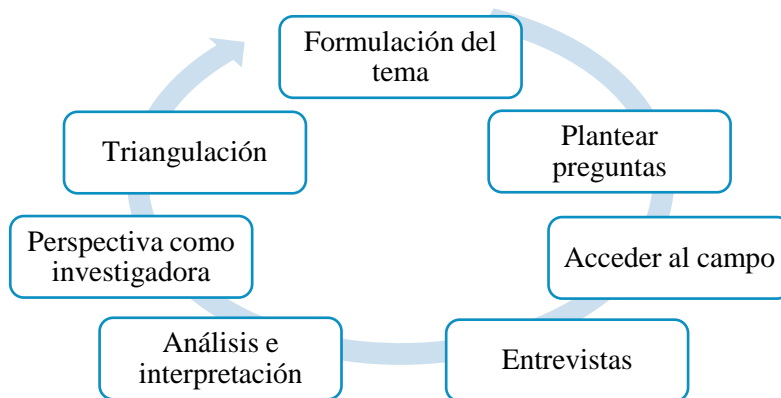 Formulación del
tema
Plantear
preguntas
Acceder al campo
Entrevistas
Análisis e
interpretación
Perspectiva como
investigadora
Triangulación